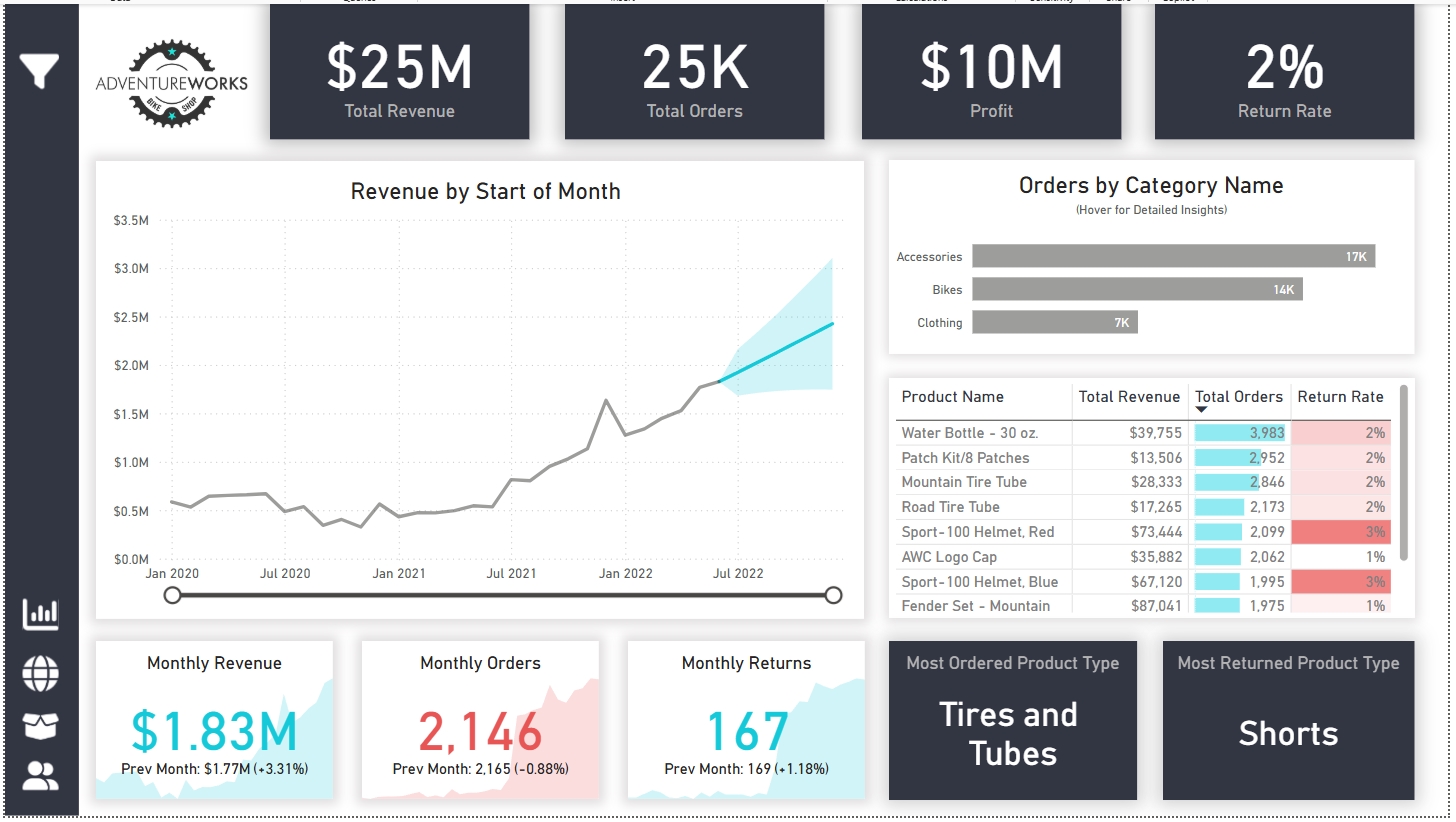 ADVENTUREWORKS
BIKE SHOP
$25M
Total Revenue
25K
Total Orders
$10M
Profit
2%
Return Rate
Revenue by Start of Month
$3.5M
$3.0M
$2.5M
$2.0M
$1.5M
$1.0M
$0.5M
$0.0M
Jan 2020 Jul 2020 Jan 2021 Jul 2021 Jan 2022 Jul 2022
Orders by Category Name
(Hover for Detailed Insights)
Accessories 17K
Bikes 14K
Clothing 7K
Product Name Total Revenue Total Orders Return Rate
Water Bottle - 30 oz. $39,755 3,983 2%
Patch Kit/8 Patches $13,506 2,952 2%
Mountain Tire Tube $28,333 2,846 2%
Road Tire Tube $17,265 2,173 2%
Sport-100 Helmet, Red $73,444 2,099 3%
AWC Logo Cap $35,882 2,062 1%
Sport-100 Helmet, Blue $67,120 1,995 3%
Fender Set - Mountain $87,041 1,975 1%
Monthly Revenue
$1.83M
Prev Month: $1.77M (+3.31%)
Monthly Orders
2,146
Prev Month: 2,165 (-0.88%)
Monthly Returns
167
Prev Month: 169 (+1.18%)
Most Ordered Product Type
Tires and
Tubes
Most Returned Product Type
Shorts